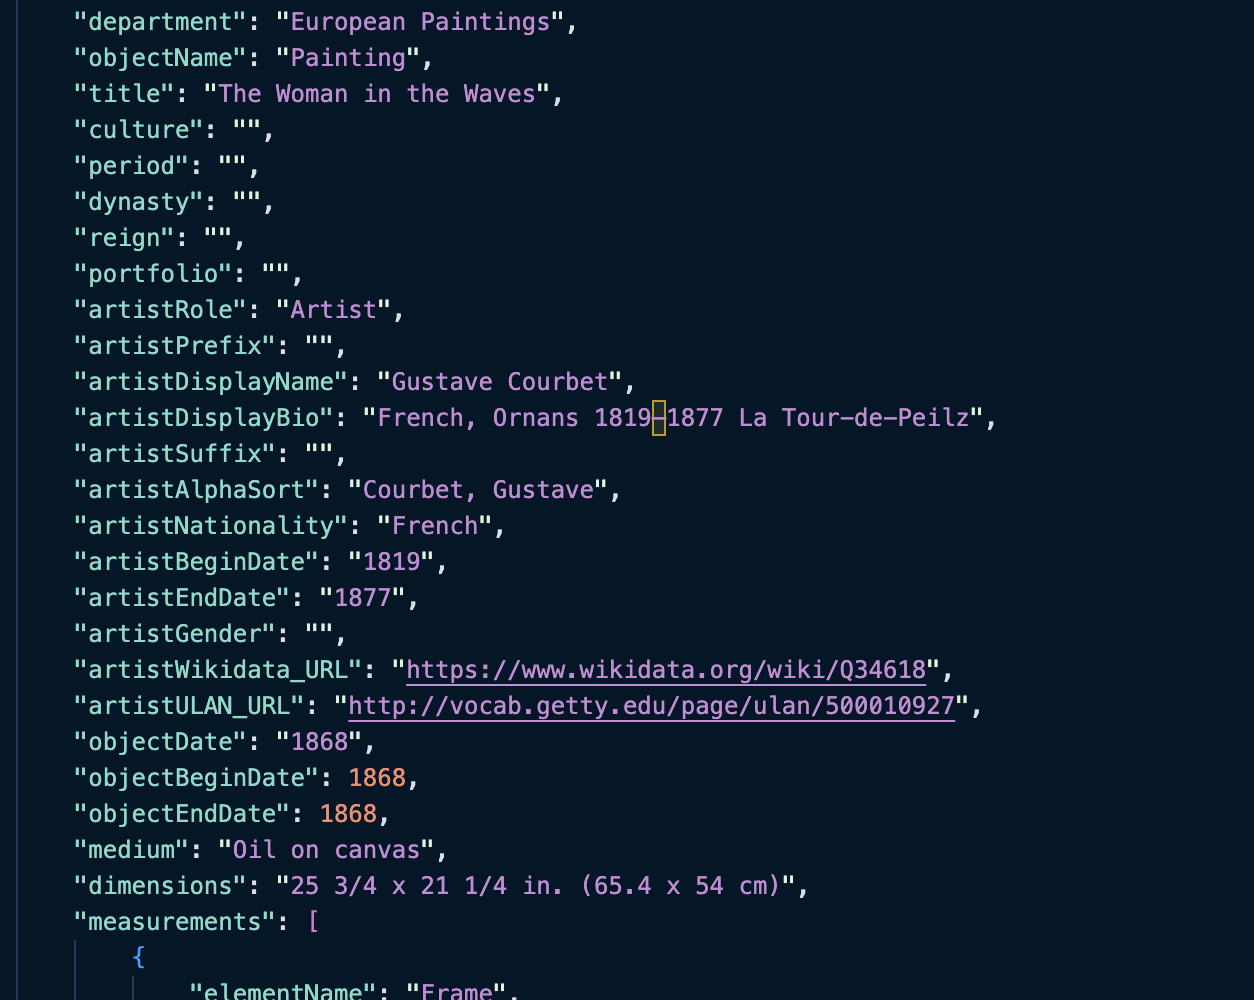 "department": "European Paintings",
"objectName": "Painting",
"title": "The Woman in the Waves",
"culture": "",
"period": "",
"dynasty": "",
"reign": "",
"portfolio": "",
"artistRole": "Artist",
"artistPrefix": "",
"artistDisplayName": "Gustave Courbet",
"artistDisplayBio": "French, Ornans 1819–1877 La Tour-de-Peilz",
"artistSuffix": "",
"artistAlphaSort": "Courbet, Gustave",
"artistNationality": "French",
"artistBeginDate": "1819",
"artistEndDate": "1877",
"artistGender": "",
"artistWikidata_URL": "https://www.wikidata.org/wiki/Q34618",
"artistULAN_URL": "http://vocab.getty.edu/page/ulan/500010927",
"objectDate": "1868",
"objectBeginDate": 1868,
"objectEndDate": 1868,
"medium": "Oil on canvas",
"dimensions": "25 3/4 x 21 1/4 in. (65.4 x 54 cm)",
"measurements": [
{
"elementName": "Frame",